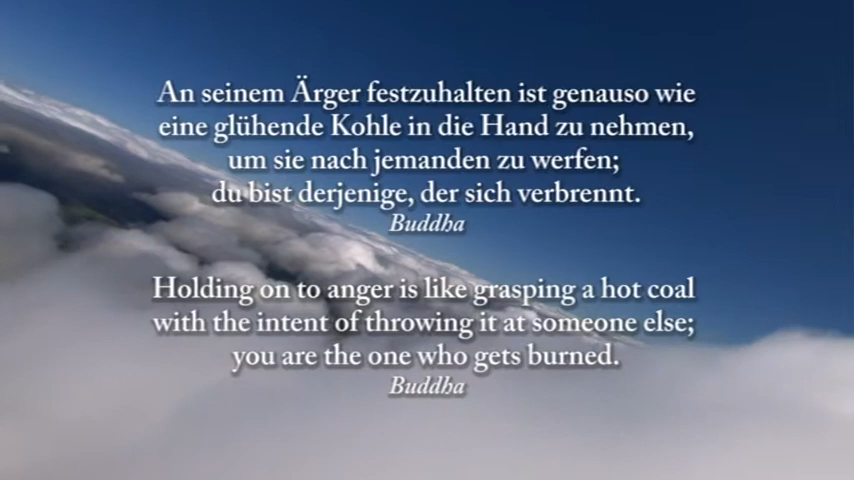 An seinem Ärger festzuhalten ist genauso wie
eine glühende Kohle in die Hand zu nehmen,
um sie nach jemanden zu werfen;
du bist derjenige, der sich verbrennt.
Buddha
Holding on to anger is like grasping a hot coal
with the intent of throwing it at someone else;
you are the one who gets burned.
Buddha